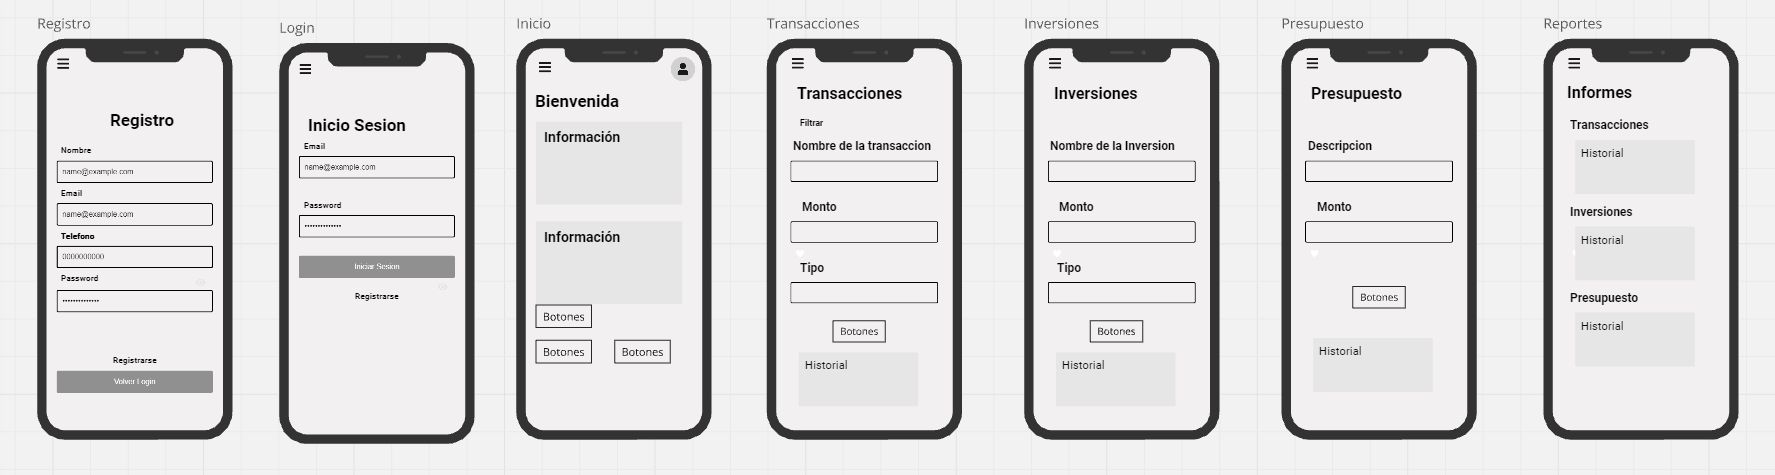 Registro
Registro
Nombre
name@example.com
Email
name@example.com
Telefono
0000000000
Password
••••••••••••••
Registrarse
Volver Login
Login
Inicio Sesion
Email
name@example.com
Password
••••••••••••••
Iniciar Sesion
Registrarse
Inicio
Bienvenida
Información
Información
Botones
Botones
Botones
Transacciones
Transacciones
Filtrar
Nombre de la transaccion
Monto
Tipo
Botones
Historial
Inversiones
Inversiones
Nombre de la Inversion
Monto
Tipo
Botones
Historial
Presupuesto
Presupuesto
Descripcion
Monto
Botones
Historial
Reportes
Informes
Transacciones
Historial
Inversiones
Historial
Presupuesto
Historial